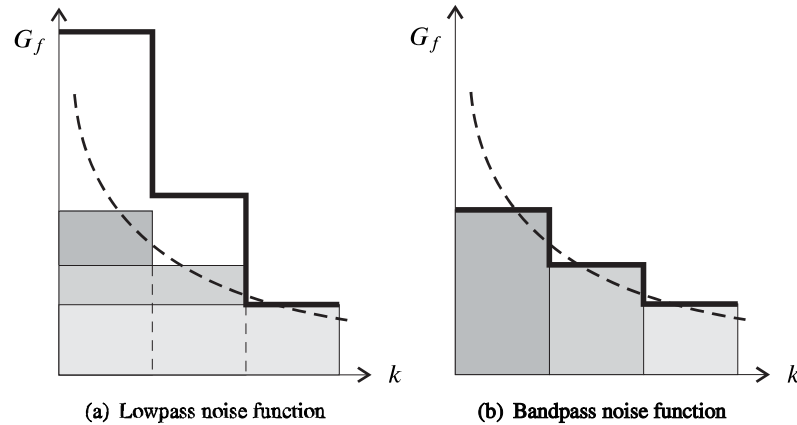 G_f
G_f
k
k
(a) Lowpass noise function
(b) Bandpass noise function